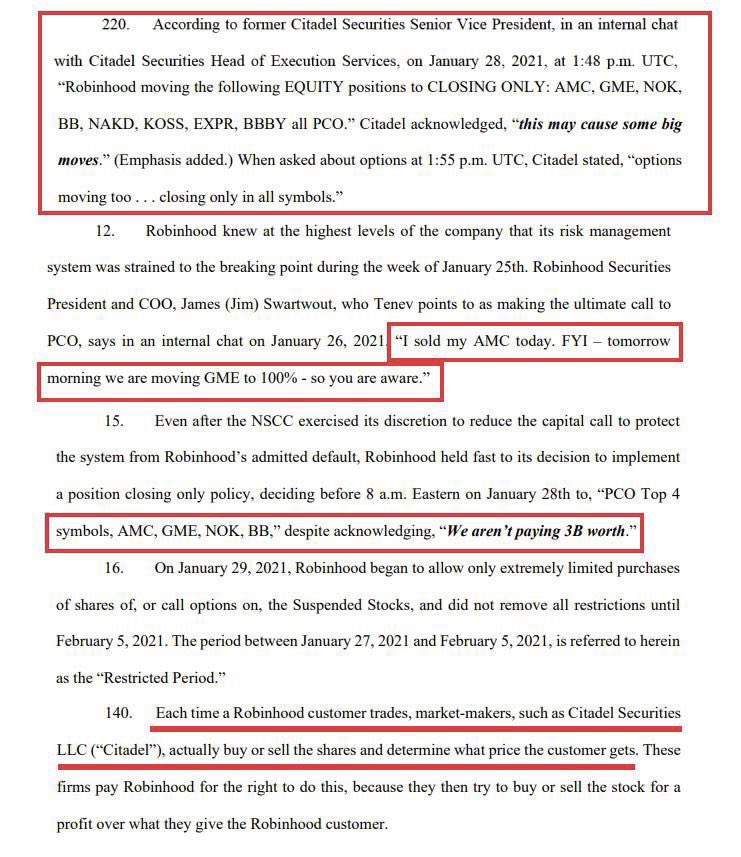 220. According to former Citadel Securities Senior Vice President, in an internal chat
with Citadel Securities Head of Execution Services, on January 28, 2021, at 1:48 p.m. UTC,
“Robinhood moving the following EQUITY positions to CLOSING ONLY: AMC, GME, NOK,
BB, NAKD, KOSS, EXPR, BBBY all PCO.” Citadel acknowledged, “this may cause some big
moves.” (Emphasis added.) When asked about options at 1:55 p.m. UTC, Citadel stated, “options
moving too . . . closing only in all symbols.”
12. Robinhood knew at the highest levels of the company that its risk management
system was strained to the breaking point during the week of January 25th. Robinhood Securities
President and COO, James (Jim) Swartwout, who Tenev points to as making the ultimate call to
PCO, says in an internal chat on January 26, 2021, “I sold my AMC today. FYI – tomorrow
morning we are moving GME to 100% - so you are aware.”
15. Even after the NSCC exercised its discretion to reduce the capital call to protect
the system from Robinhood’s admitted default, Robinhood held fast to its decision to implement
a position closing only policy, deciding before 8 a.m. Eastern on January 28th to, “PCO Top 4
symbols, AMC, GME, NOK, BB,” despite acknowledging, “We aren’t paying 3B worth.”
16. On January 29, 2021, Robinhood began to allow only extremely limited purchases
of shares of, or call options on, the Suspended Stocks, and did not remove all restrictions until
February 5, 2021. The period between January 27, 2021 and February 5, 2021, is referred to herein
as the “Restricted Period.”
140. Each time a Robinhood customer trades, market-makers, such as Citadel Securities
LLC (“Citadel”), actually buy or sell the shares and determine what price the customer gets. These
firms pay Robinhood for the right to do this, because they then try to buy or sell the stock for a
profit over what they give the Robinhood customer.